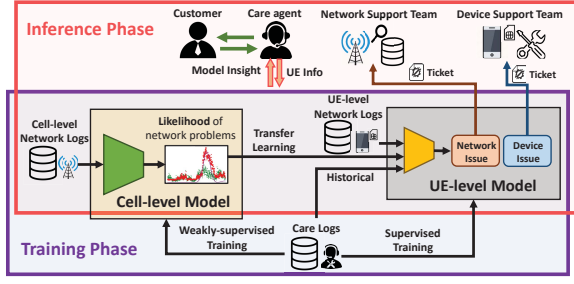 Inference Phase
Customer
Care agent
Network Support Team
Device Support Team
Model Insight
UE Info
Ticket
Ticket
Cell-level
Network Logs
Likelihood of
network problems
Cell-level Model
Transfer
Learning
UE-level
Network Logs
Historical
Network
Issue
Device
Issue
UE-level Model
Training Phase
Weakly-supervised
Training
Care Logs
Supervised
Training